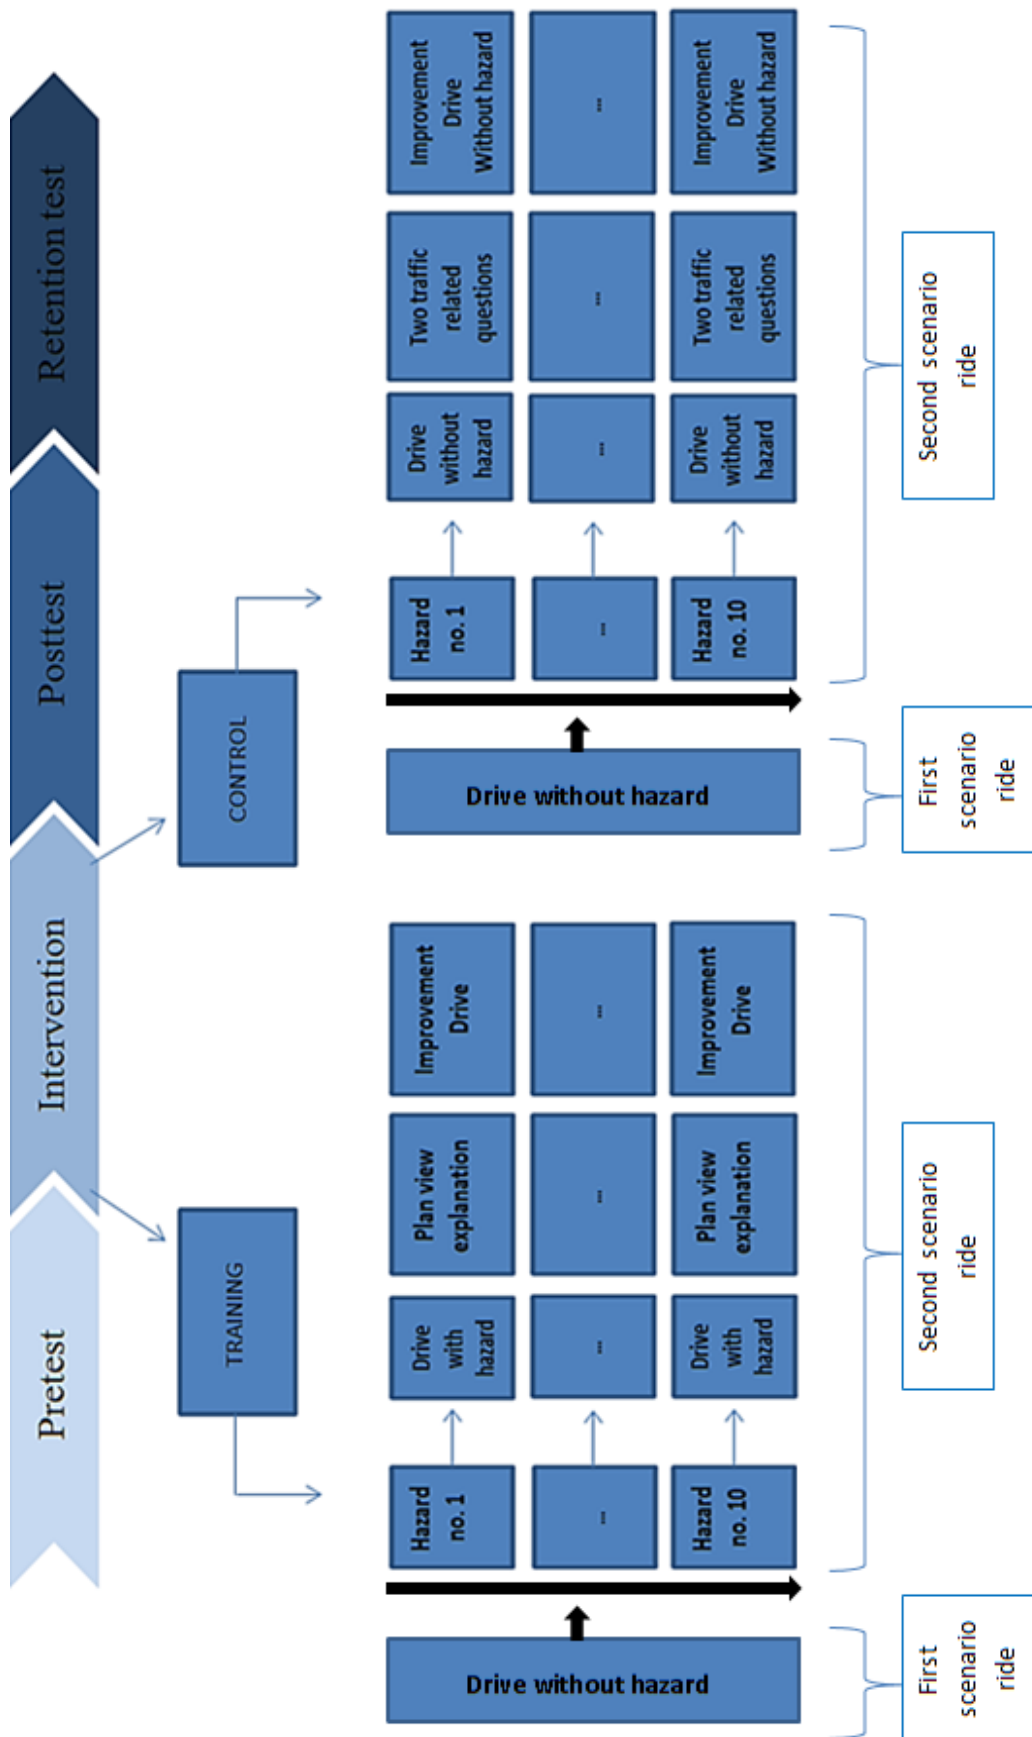 Pretest
Intervention
Posttest
Retention test
TRAINING
CONTROL
Drive without hazard
Hazard
no. 1
Drive
with
hazard
Plan view
explanation
Improvement
Drive
...
...
...
...
Hazard
no. 10
Drive
with
hazard
Plan view
explanation
Improvement
Drive
First
scenario
ride
Second scenario
ride
Drive without hazard
Hazard
no. 1
Drive
without
hazard
Two traffic
related
questions
Improvement
Drive
Without hazard
...
...
...
...
Hazard
no. 10
Drive
without
hazard
Two traffic
related
questions
Improvement
Drive
Without hazard
First
scenario
ride
Second scenario
ride